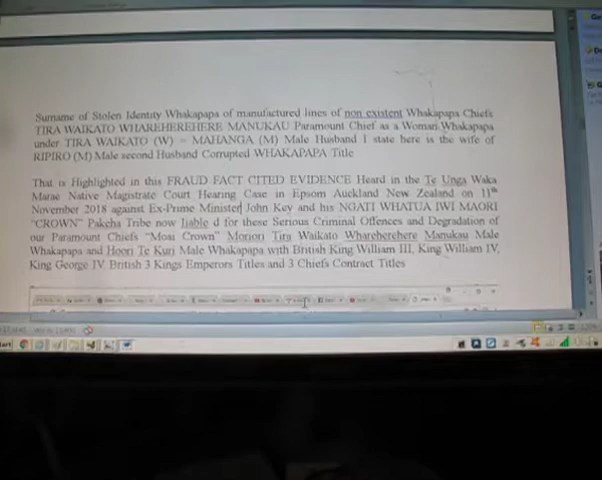 Surname of Stolen Identity Whakapapa of manufactured lines of non existent Whakapapa Chiefs
TIRA WAIKATO WHAREHEREHERE MANUKAU Paramount Chief as a Woman Whakapapa
under TIRA WAIKATO (W) = MAHANGA (M) Male Husband 1 state here is the wife of
RIPIRO (M) Male second Husband Corrupted WHAKAPAPA Title
That is Highlighted in this FRAUD FACT CITED EVIDENCE Heard in the Te Unga Waka
Marae Native Magistrate Court Hearing Case in Epsom Auckland New Zealand on 11th
November 2018 against Ex-Prime Minister John Key and his NGATI WHATUA IWI MAORI
"CROWN" Pakeha Tribe now liable d for these Serious Criminal Offences and Degradation of
our Paramount Chiefs "Moai Crown" Moriori Tira Waikato Whareherehere Manukau Male
Whakapapa and Hoori Te Kuri Male Whakapapa with British King William III, King William IV,
King George IV. British 3 Kings Emperors Titles and 3 Chiefs Contract Titles